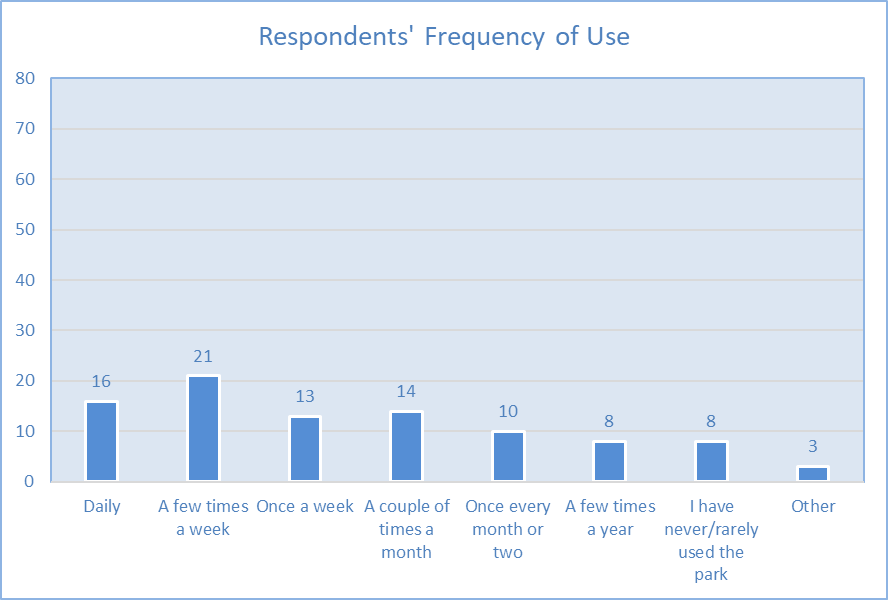 Respondents' Frequency of Use
80
70
60
50
40
30
20
10
0
16
21
13
14
10
8
8
3
Daily
A few times
a week
Once a week
A couple of
times a
month
Once every
month or
two
A few times
a year
I have
never/rarely
used the
park
Other